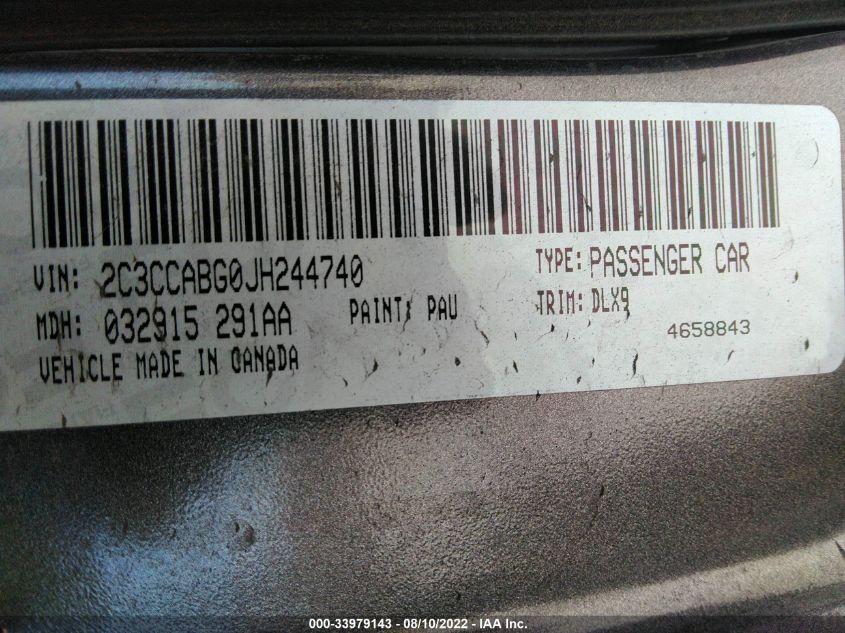 VIN: 2C3CCABG0JH244740 TYPE: PASSENGER CAR
MDH: 032915 291AA PAINT: PAU TRIM: DLX9
VEHICLE MADE IN CANADA 4658843
000-33979143 - 08/10/2022 - IAA Inc.